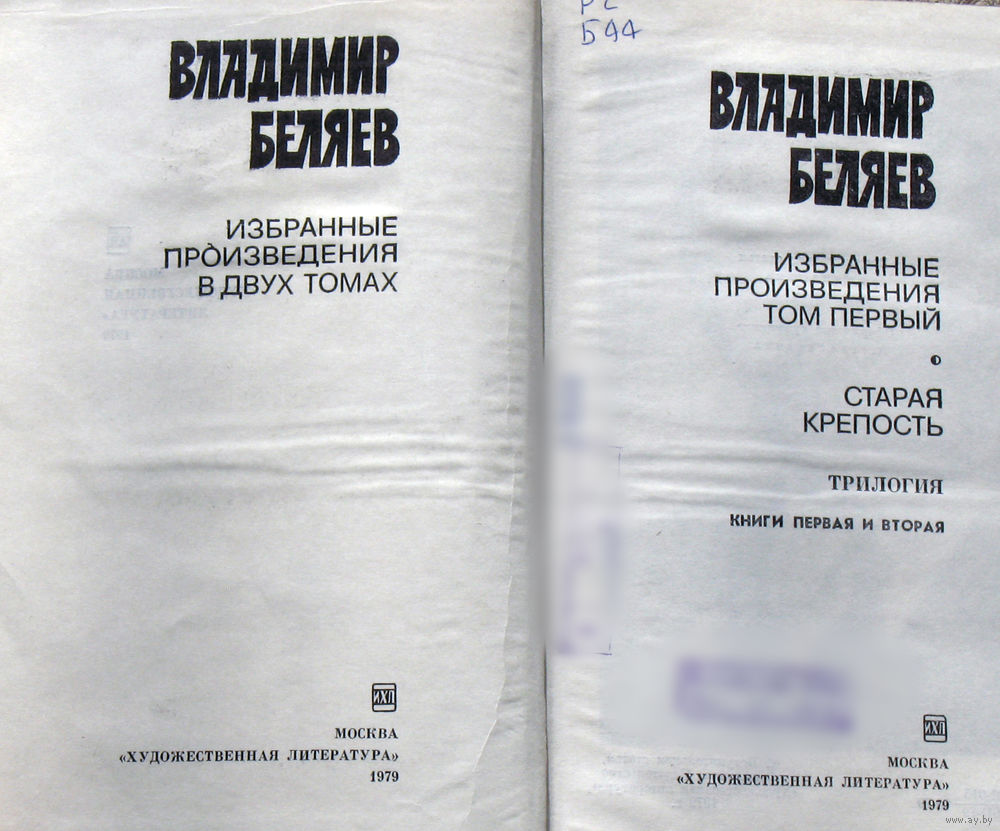 ВЛАДИМИР
БЕЛЯЕВ
ИЗБРАННЫЕ
ПРОИЗВЕДЕНИЯ
В ДВУХ ТОМАХ
ИХЛ
МОСКВА
«ХУДОЖЕСТВЕННАЯ ЛИТЕРАТУРА»
1979
РС
Б44
ВЛАДИМИР
БЕЛЯЕВ
ИЗБРАННЫЕ
ПРОИЗВЕДЕНИЯ
ТОМ ПЕРВЫЙ
СТАРАЯ
КРЕПОСТЬ
ТРИЛОГИЯ
КНИГИ ПЕРВАЯ И ВТОРАЯ
ИХЛ
МОСКВА
«ХУДОЖЕСТВЕННАЯ ЛИТЕРАТУРА»
1979
www.ay.by